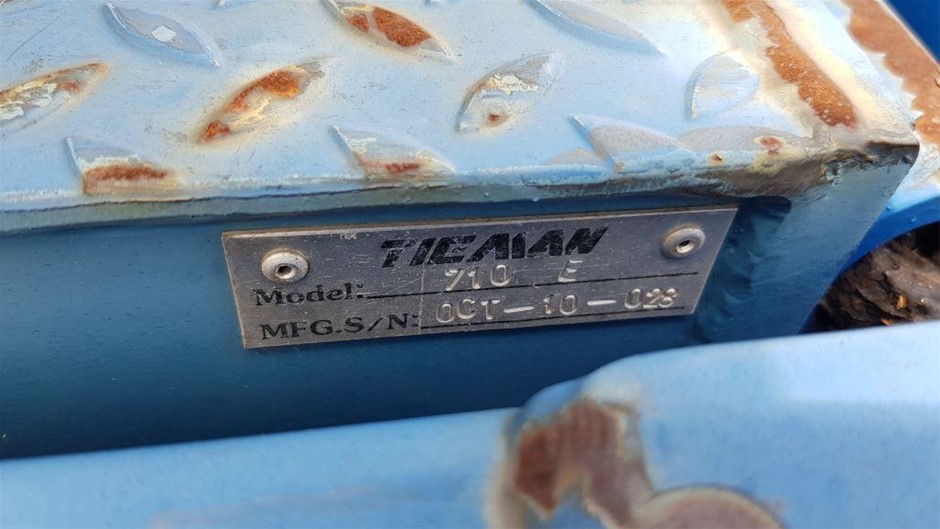 TIEMAN
Model: 710 E
MFG.S/N: OCT-10-028